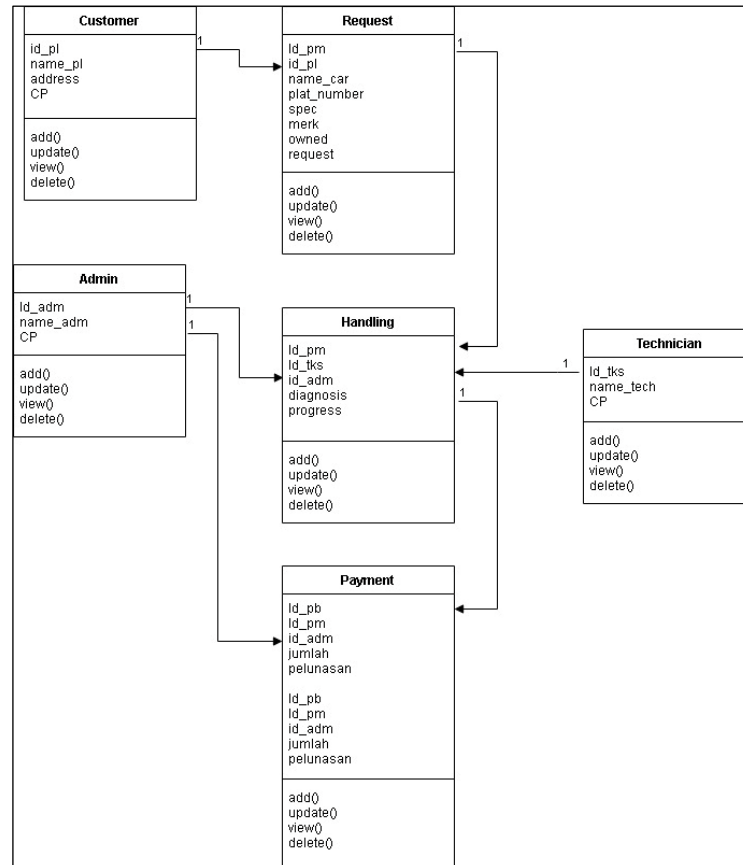 Customer
id_pl
name_pl
address
CP
add()
update()
view()
delete()
1
Request
Id_pm
id_pl
name_car
plat_number
spec
merk
owned
request
add()
update()
view()
delete()
1
Admin
Id_adm
name_adm
CP
add()
update()
view()
delete()
1
1
Handling
Id_pm
Id_tks
id_adm
diagnosis
progress
add()
update()
view()
delete()
1
1
Technician
Id_tks
name_tech
CP
add()
update()
view()
delete()
Payment
Id_pb
Id_pm
id_adm
jumlah
pelunasan
Id_pb
Id_pm
id_adm
jumlah
pelunasan
add()
update()
view()
delete()